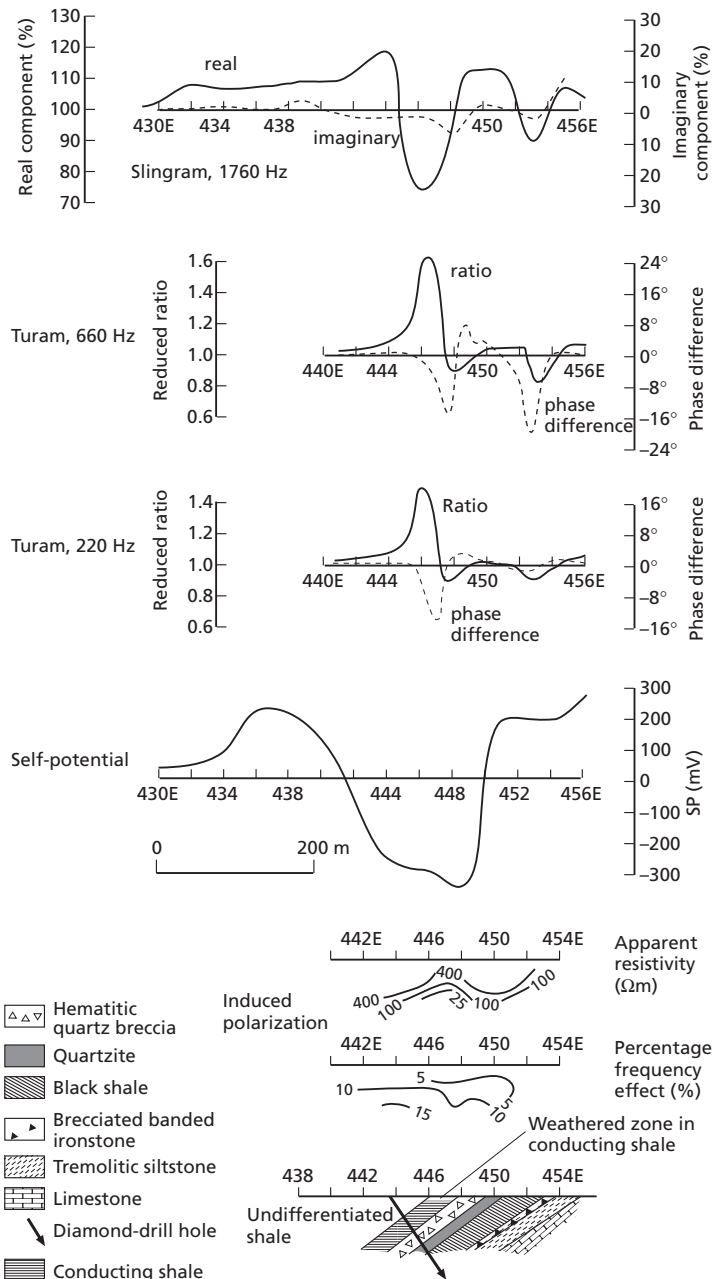 Real component (%)
130
120
110
100
90
80
70
real
imaginary
430E 434 438 450 456E
Slingram, 1760 Hz
30
20
10
0
10
20
30
Imaginary
component (%)
Turam, 660 Hz
Reduced ratio
1.6
1.4
1.2
1.0
0.8
0.6
ratio
440E 444 450 456E
phase
difference
24°
16°
8°
0°
–8°
–16°
–24°
Phase difference
Turam, 220 Hz
Reduced ratio
1.4
1.2
1.0
0.8
0.6
Ratio
440E 444 450 456E
phase
difference
16°
8°
0°
–8°
–16°
Phase difference
Self-potential
430E 434 438 444 448 452 456E
300
200
100
0
–100
–200
–300
SP (mV)
0 200 m
Induced
polarization
442E 446 450 454E
400 100 400 25 100 100
Apparent
resistivity
(Ωm)
442E 446 450 454E
10 5 15 10 5
Percentage
frequency
effect (%)
Weathered zone in
conducting shale
438 442 446 450 454E
Undifferentiated
shale
Hematitic
quartz breccia
Quartzite
Black shale
Brecciated banded
ironstone
Tremolitic siltstone
Limestone
Diamond-drill hole
Conducting shale